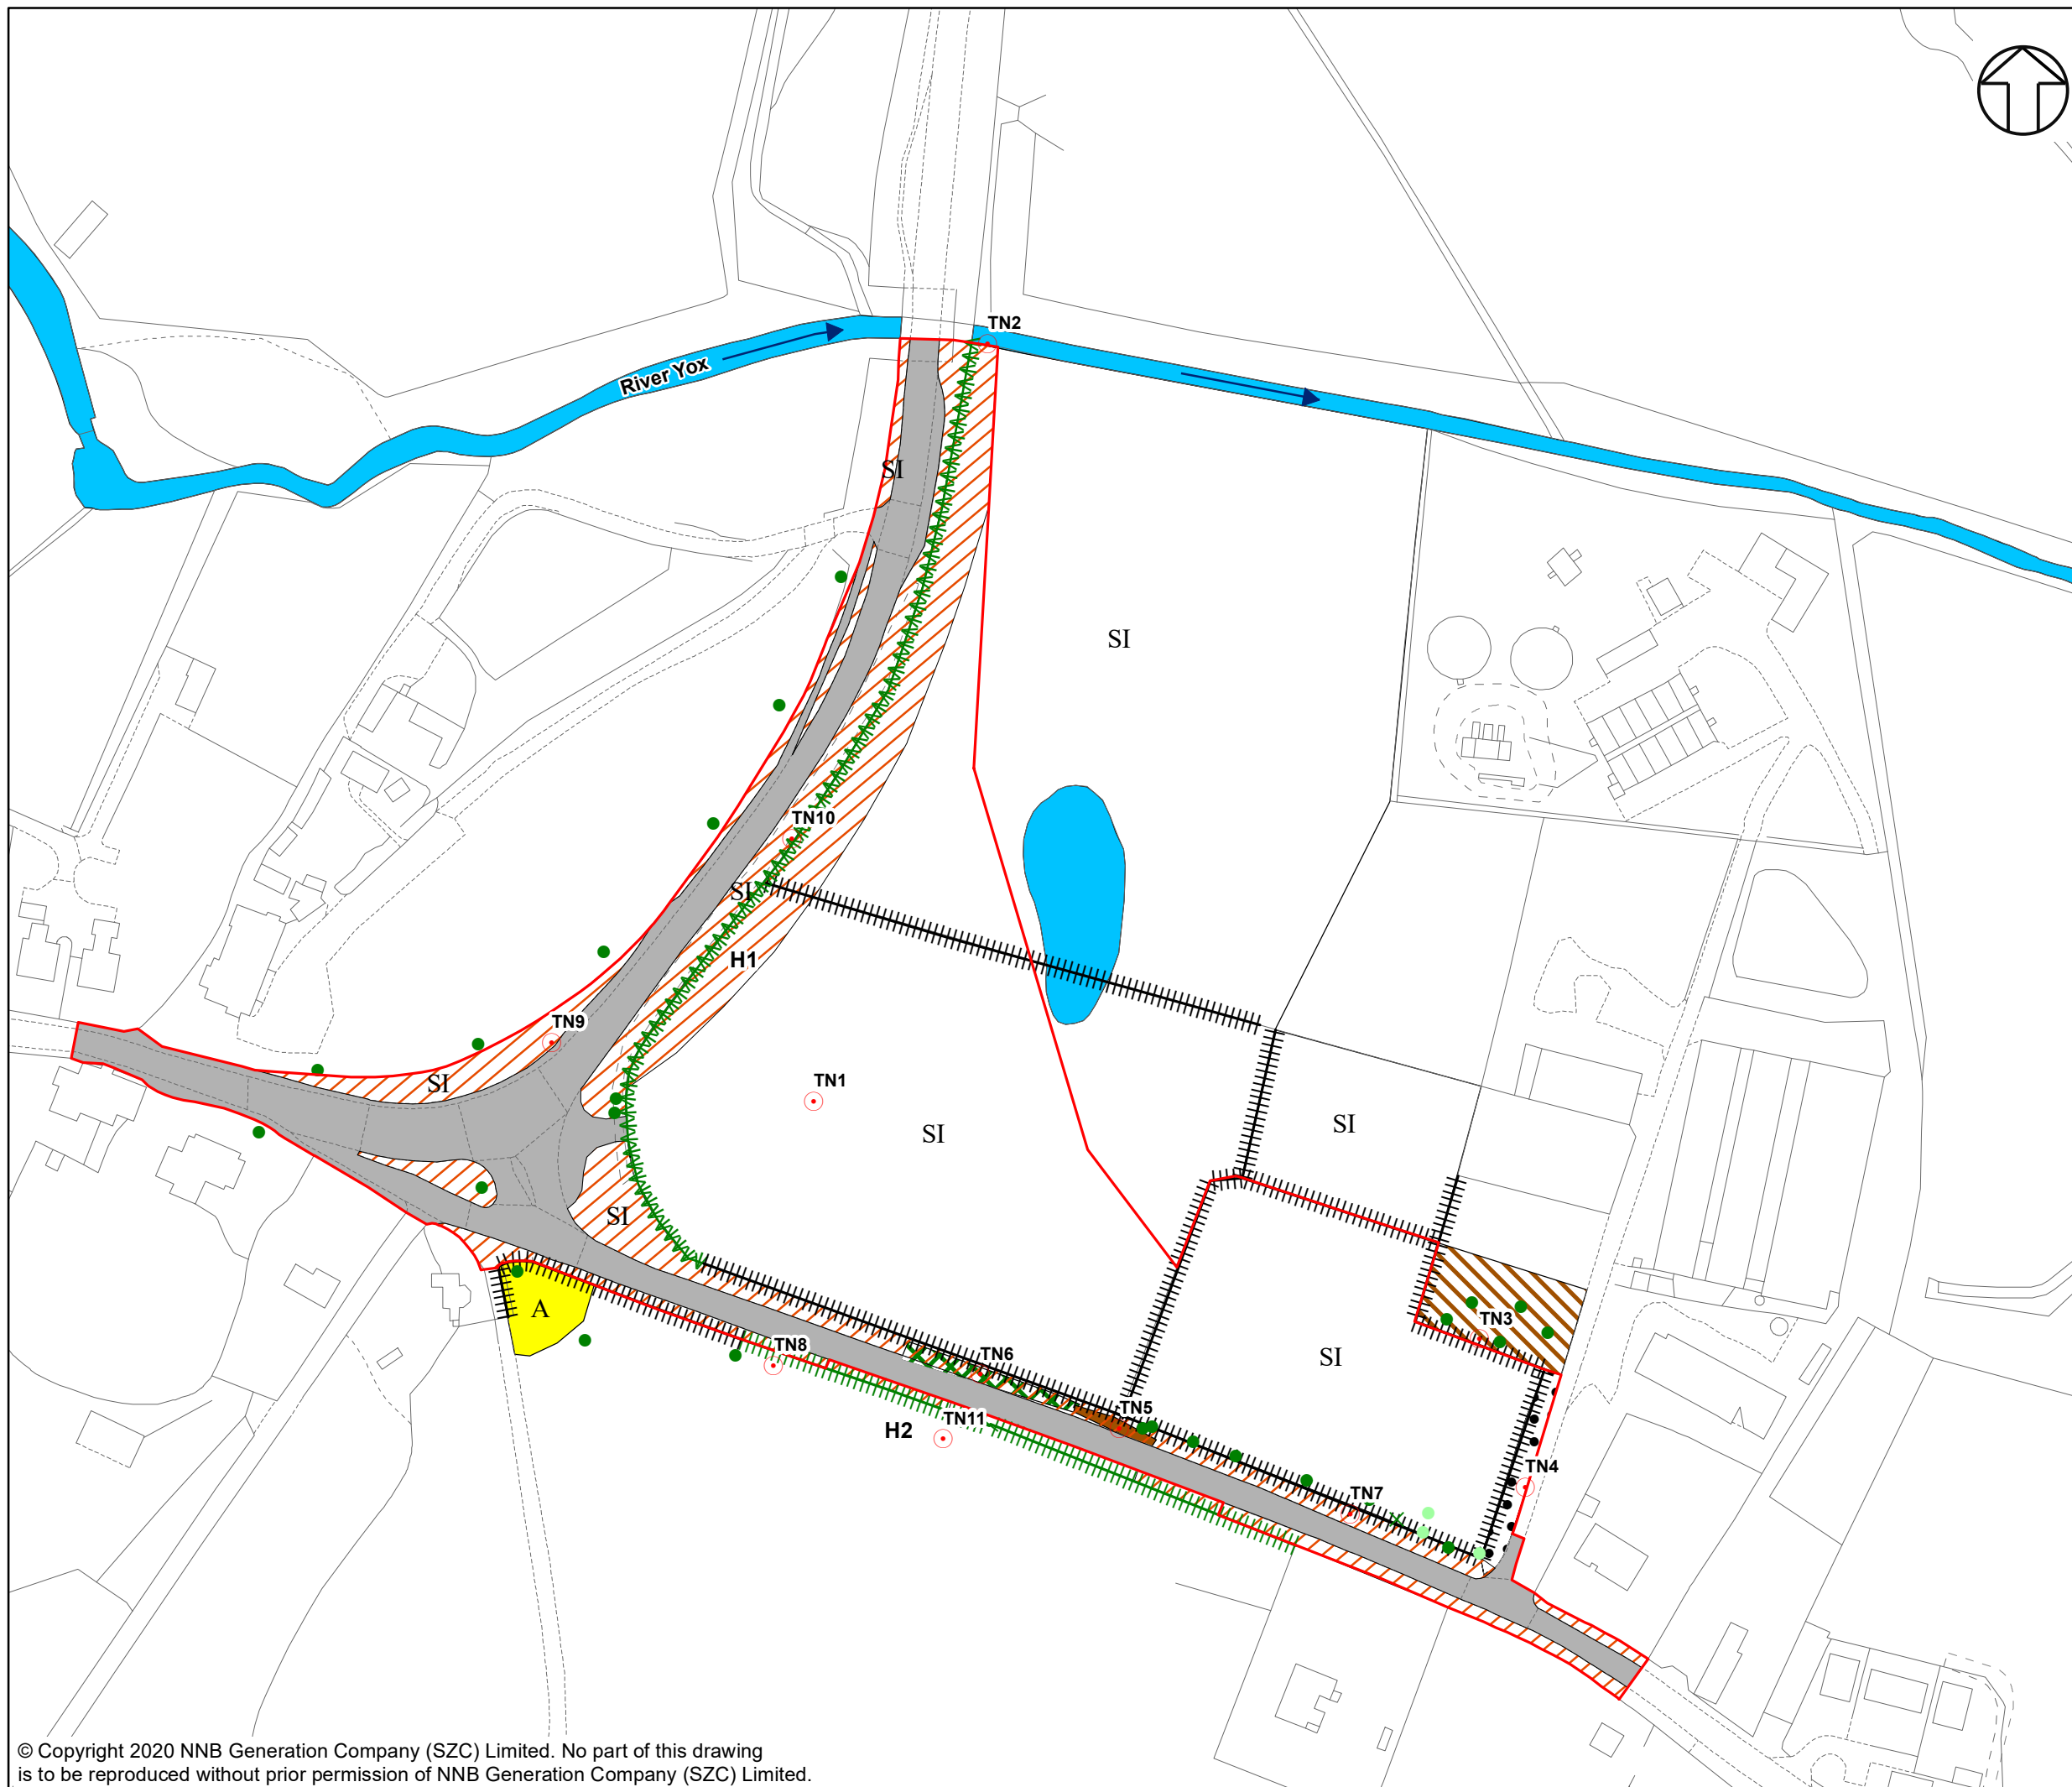 TN2
River Yox
SI
SI
TN10
SI
H1
TN9
SI
TN1
SI
SI
SI
A
TN3
TN8
TN6
SI
TN5
TN11
H2
TN4
TN7
© Copyright 2020 NNB Generation Company (SZC) Limited. No part of this drawing
is to be reproduced without prior permission of NNB Generation Company (SZC) Limited.